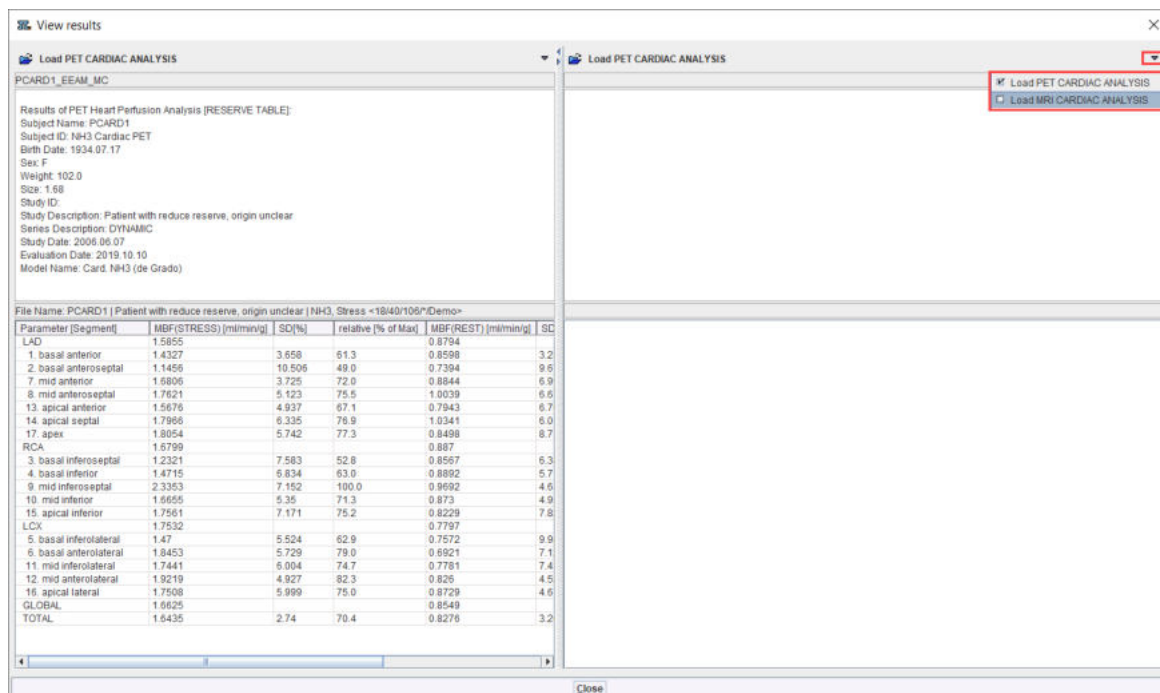 View results
Load PET CARDIAC ANALYSIS
PCARD1_EEAM_MC
Results of PET Heart Perfusion Analysis [RESERVE TABLE]:
Subject Name: PCARD1
Subject ID: NH3 Cardiac PET
Birth Date: 1934.07.17
Sex: F
Weight: 102.0
Size: 1.68
Study ID:
Study Description: Patient with reduce reserve, origin unclear
Series Description: DYNAMIC
Study Date: 2006.06.07
Evaluation Date: 2019.10.10
Model Name: Card. NH3 (de Grado)
File Name: PCARD1 | Patient with reduce reserve, origin unclear | NH3, Stress <18/40/106/*/Demo>
Parameter [Segment] MBF(STRESS) [ml/min/g] SD[%] relative [% of Max] MBF(REST) [ml/min/g] SD
LAD 1.5855 0.8794
1. basal anterior 1.4327 3.658 61.3 0.8598 3.2
2. basal anteroseptal 1.1456 10.506 49.0 0.7394 9.6
7. mid anterior 1.6806 3.725 72.0 0.8844 6.9
8. mid anteroseptal 1.7621 5.123 75.5 1.0039 6.6
13. apical anterior 1.5676 4.937 67.1 0.7943 6.7
14. apical septal 1.7966 6.335 76.9 1.0341 6.0
17. apex 1.8054 5.742 77.3 0.8498 8.7
RCA 1.6799 0.887
3. basal inferoseptal 1.2321 7.583 52.8 0.8567 6.3
4. basal inferior 1.4715 6.834 63.0 0.8892 5.7
9. mid inferoseptal 2.3353 7.152 100.0 0.9692 4.6
10. mid inferior 1.6655 5.35 71.3 0.873 4.9
15. apical inferior 1.7561 7.171 75.2 0.8229 7.8
LCX 1.7532 0.7797
5. basal inferolateral 1.47 5.524 62.9 0.7572 9.9
6. basal anterolateral 1.8453 5.729 79.0 0.6921 7.1
11. mid inferolateral 1.7441 6.004 74.7 0.7781 7.4
12. mid anterolateral 1.9219 4.927 82.3 0.826 4.5
16. apical lateral 1.7508 5.999 75.0 0.8729 4.6
GLOBAL 1.6625 0.8549
TOTAL 1.6435 2.74 70.4 0.8276 3.2
Load PET CARDIAC ANALYSIS
Load PET CARDIAC ANALYSIS
Load MRI CARDIAC ANALYSIS
Close